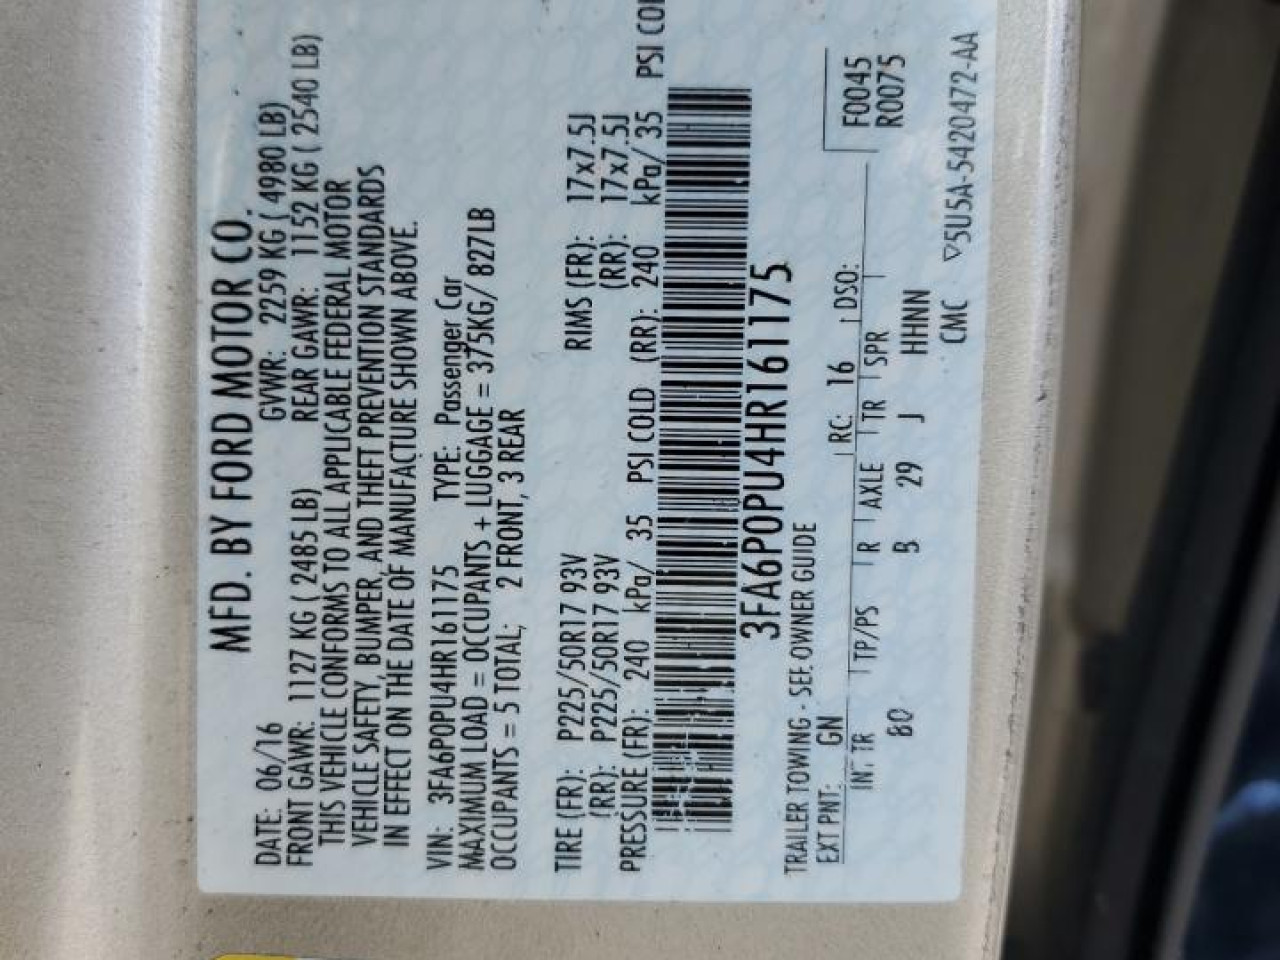 MFD. BY FORD MOTOR CO.
DATE: 06/16 GVWR: 2259 KG ( 4980 LB)
FRONT GAWR: 1127 KG ( 2485 LB) REAR GAWR: 1152 KG ( 2540 LB)
THIS VEHICLE CONFORMS TO ALL APPLICABLE FEDERAL MOTOR
VEHICLE SAFETY, BUMPER, AND THEFT PREVENTION STANDARDS
IN EFFECT ON THE DATE OF MANUFACTURE SHOWN ABOVE.
VIN: 3FA6P0PU4HR161175 TYPE: Passenger Car
MAXIMUM LOAD = OCCUPANTS + LUGGAGE = 375KG/ 827LB
OCCUPANTS = 5 TOTAL; 2 FRONT, 3 REAR
TIRE (FR): P225/50R17 93V RIMS (FR): 17x7.5J
(RR): P225/50R17 93V (RR): 17x7.5J
PRESSURE (FR): 240 kPa/ 35 PSI COLD (RR): 240 kPa/ 35 PSI COL
3FA6P0PU4HR161175
TRAILER TOWING - SEE OWNER GUIDE
EXT PNT: GN RC: 16 DSO: F0045
INT TR TP/PS R AXLE TR SPR R0075
80 B 29 J HHNN
CMC ▽5U5A-5420472-AA